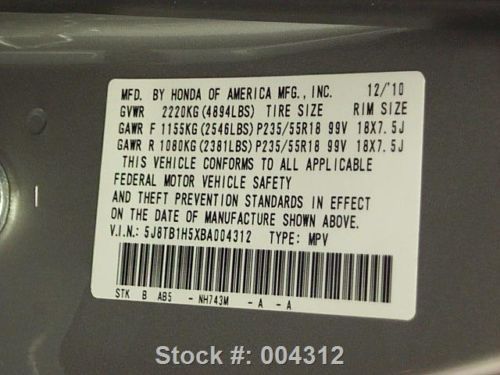 MFD. BY HONDA OF AMERICA MFG., INC. 12/'10
GVWR 2220KG(4894LBS) TIRE SIZE RIM SIZE
GAWR F 1155KG(2546LBS)P235/55R18 99V 18X7.5J
GAWR R 1080KG(2381LBS)P235/55R18 99V 18X7.5J
THIS VEHICLE CONFORMS TO ALL APPLICABLE
FEDERAL MOTOR VEHICLE SAFETY
AND THEFT PREVENTION STANDARDS IN EFFECT
ON THE DATE OF MANUFACTURE SHOWN ABOVE.
V.I.N.: 5J8TB1H5XBA004312 TYPE: MPV
STK B AB5 - NH743M - A - A
Stock #: 004312